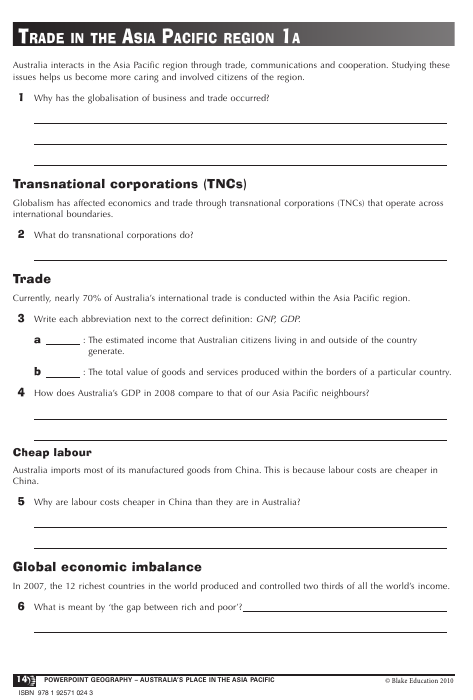 TRADE IN THE ASIA PACIFIC REGION 1A
Australia interacts in the Asia Pacific region through trade, communications and cooperation. Studying these
issues helps us become more caring and involved citizens of the region.
1 Why has the globalisation of business and trade occurred?
Transnational corporations (TNCs)
Globalism has affected economics and trade through transnational corporations (TNCs) that operate across
international boundaries.
2 What do transnational corporations do?
Trade
Currently, nearly 70% of Australia's international trade is conducted within the Asia Pacific region.
3 Write each abbreviation next to the correct definition: GNP, GDP.
a ______ : The estimated income that Australian citizens living in and outside of the country
generate.
b ______ : The total value of goods and services produced within the borders of a particular country.
4 How does Australia's GDP in 2008 compare to that of our Asia Pacific neighbours?
Cheap labour
Australia imports most of its manufactured goods from China. This is because labour costs are cheaper in
China.
5 Why are labour costs cheaper in China than they are in Australia?
Global economic imbalance
In 2007, the 12 richest countries in the world produced and controlled two thirds of all the world's income.
6 What is meant by 'the gap between rich and poor'?
14 POWERPOINT GEOGRAPHY – AUSTRALIA'S PLACE IN THE ASIA PACIFIC © Blake Education 2010
ISBN 978 1 92571 024 3